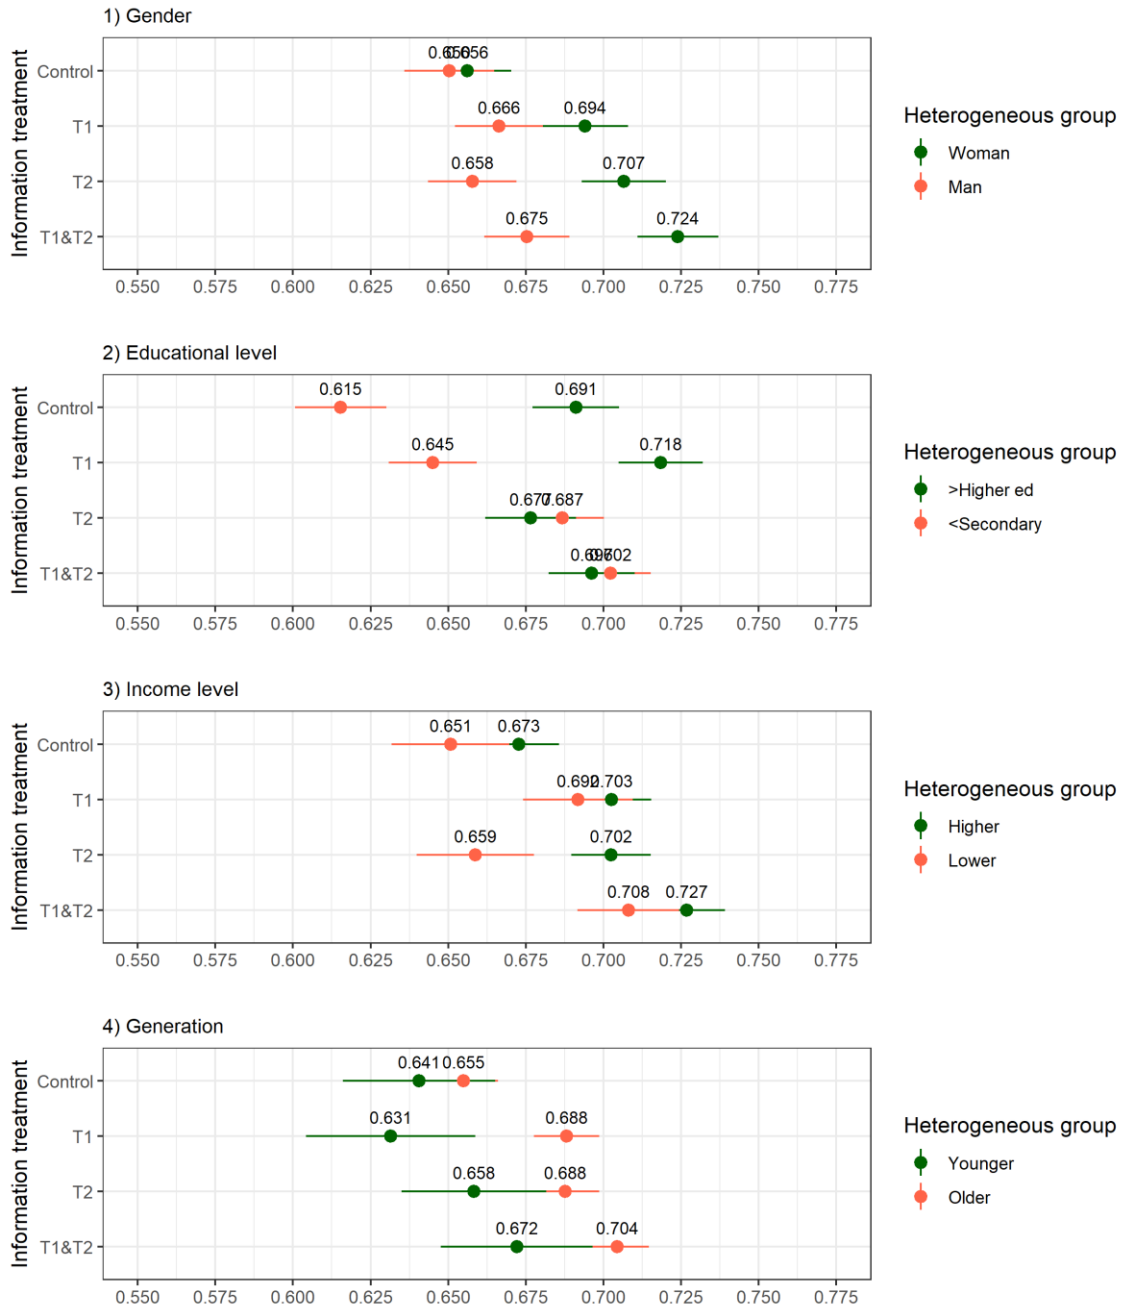 1) Gender
Information treatment
Control
T1
T2
T1&T2
0.650 0.656
0.666 0.694
0.658 0.707
0.675 0.724
0.550 0.575 0.600 0.625 0.650 0.675 0.700 0.725 0.750 0.775
Heterogeneous group
Woman
Man
2) Educational level
Information treatment
Control
T1
T2
T1&T2
0.615 0.691
0.645 0.718
0.677 0.687
0.696 0.702
0.550 0.575 0.600 0.625 0.650 0.675 0.700 0.725 0.750 0.775
Heterogeneous group
>Higher ed
<Secondary
3) Income level
Information treatment
Control
T1
T2
T1&T2
0.651 0.673
0.692 0.703
0.659 0.702
0.708 0.727
0.550 0.575 0.600 0.625 0.650 0.675 0.700 0.725 0.750 0.775
Heterogeneous group
Higher
Lower
4) Generation
Information treatment
Control
T1
T2
T1&T2
0.641 0.655
0.631 0.688
0.658 0.688
0.672 0.704
0.550 0.575 0.600 0.625 0.650 0.675 0.700 0.725 0.750 0.775
Heterogeneous group
Younger
Older